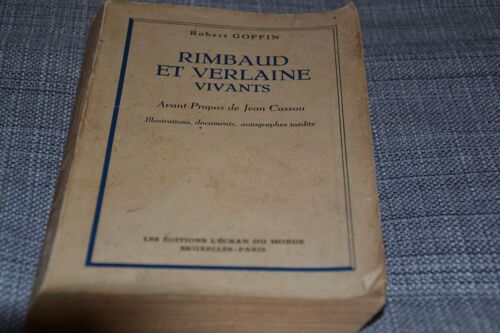 Robert GOFFIN
RIMBAUD
ET VERLAINE
VIVANTS
Avant-Propos de Jean Cassou
Illustrations, documents, autographes inédits
LES ÉDITIONS L'ÉCRAN DU MONDE
BRUXELLES-PARIS